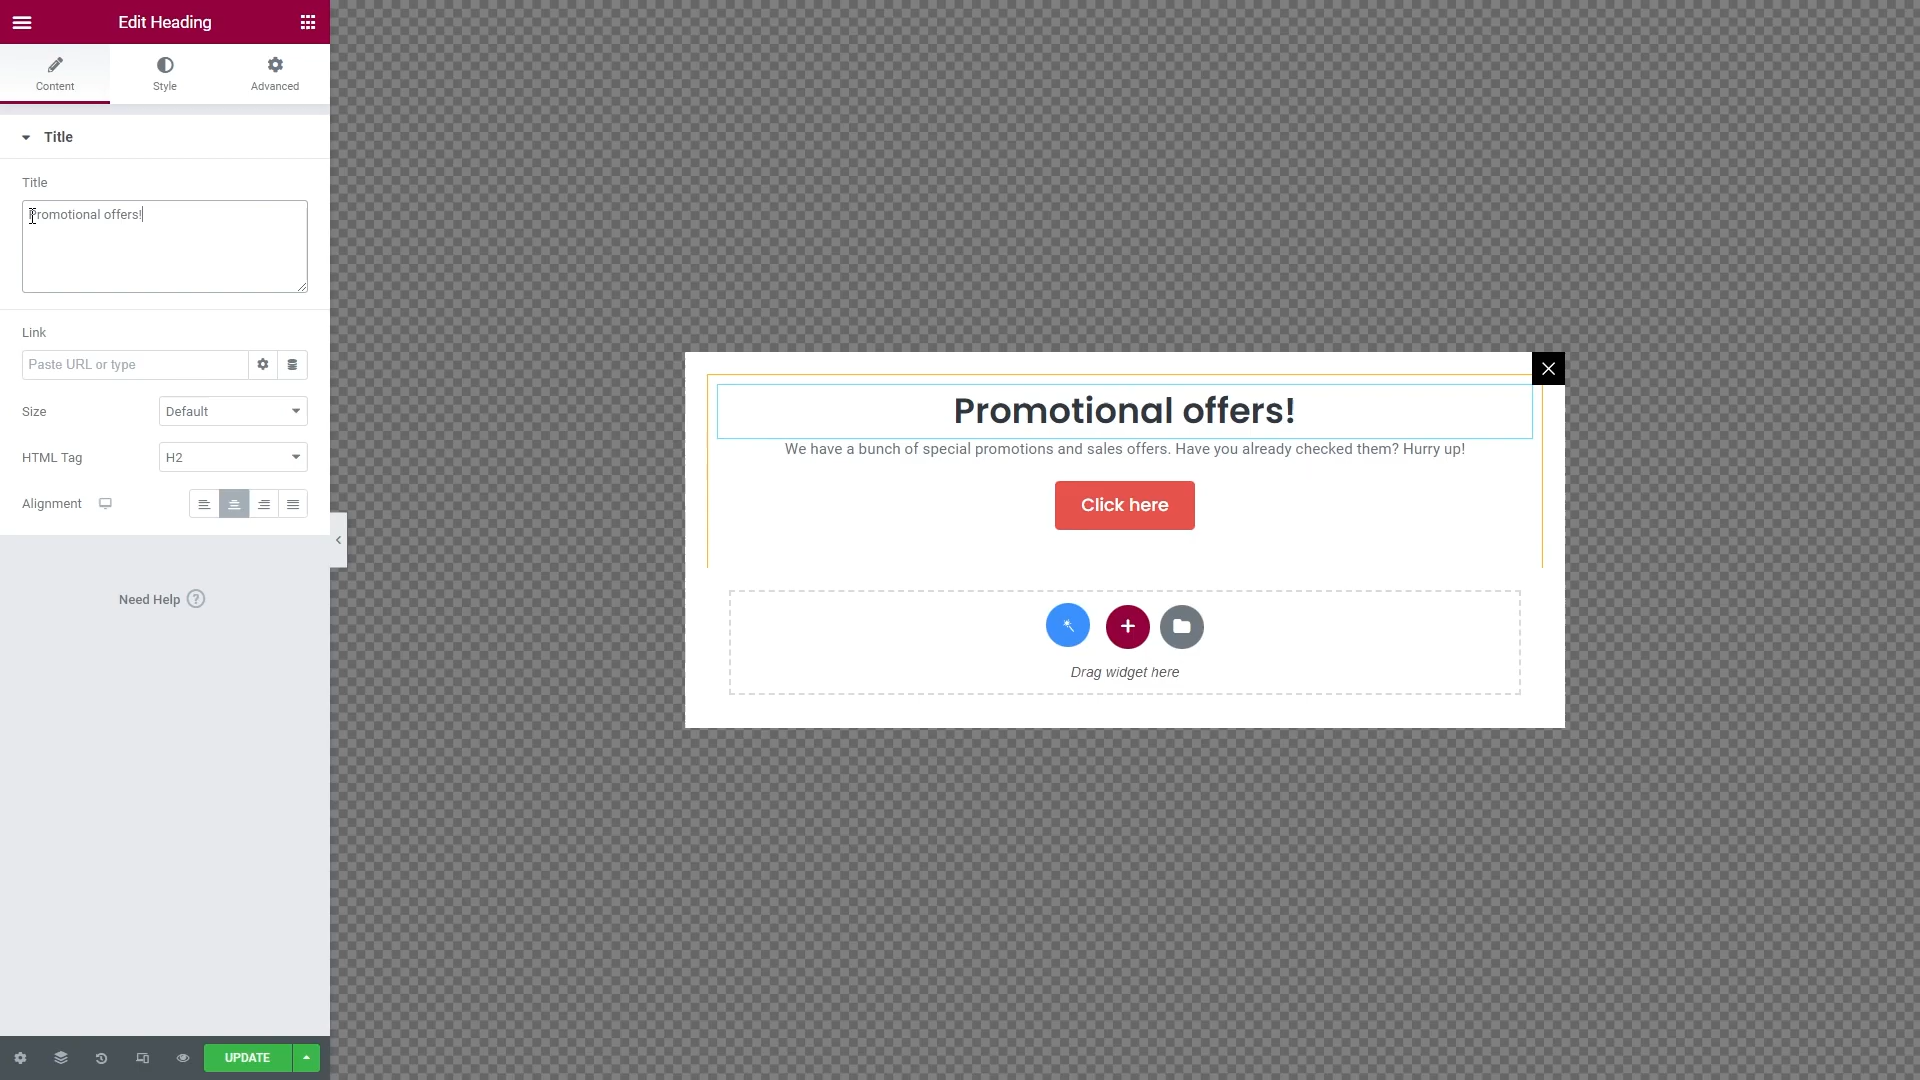 Edit Heading
Content
Style
Advanced
Title
Title
Promotional offers!
Link
Paste URL or type
Size
Default
HTML Tag
H2
Alignment
Need Help ?
UPDATE
Promotional offers!
We have a bunch of special promotions and sales offers. Have you already checked them? Hurry up!
Click here
Drag widget here